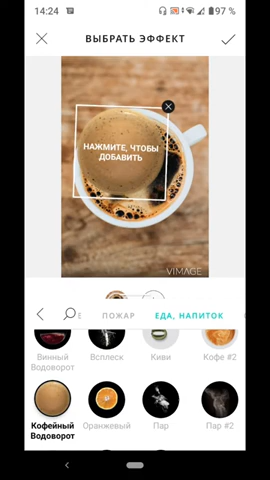 14:24
97 %
ВЫБРАТЬ ЭФФЕКТ
НАЖМИТЕ, ЧТОБЫ
ДОБАВИТЬ
VIMAGE
Е ПОЖАР ЕДА, НАПИТОК
Винный
Водоворот
Всплеск
Киви
Кофе #2
Кофейный
Водоворот
Оранжевый
Пар
Пар #2